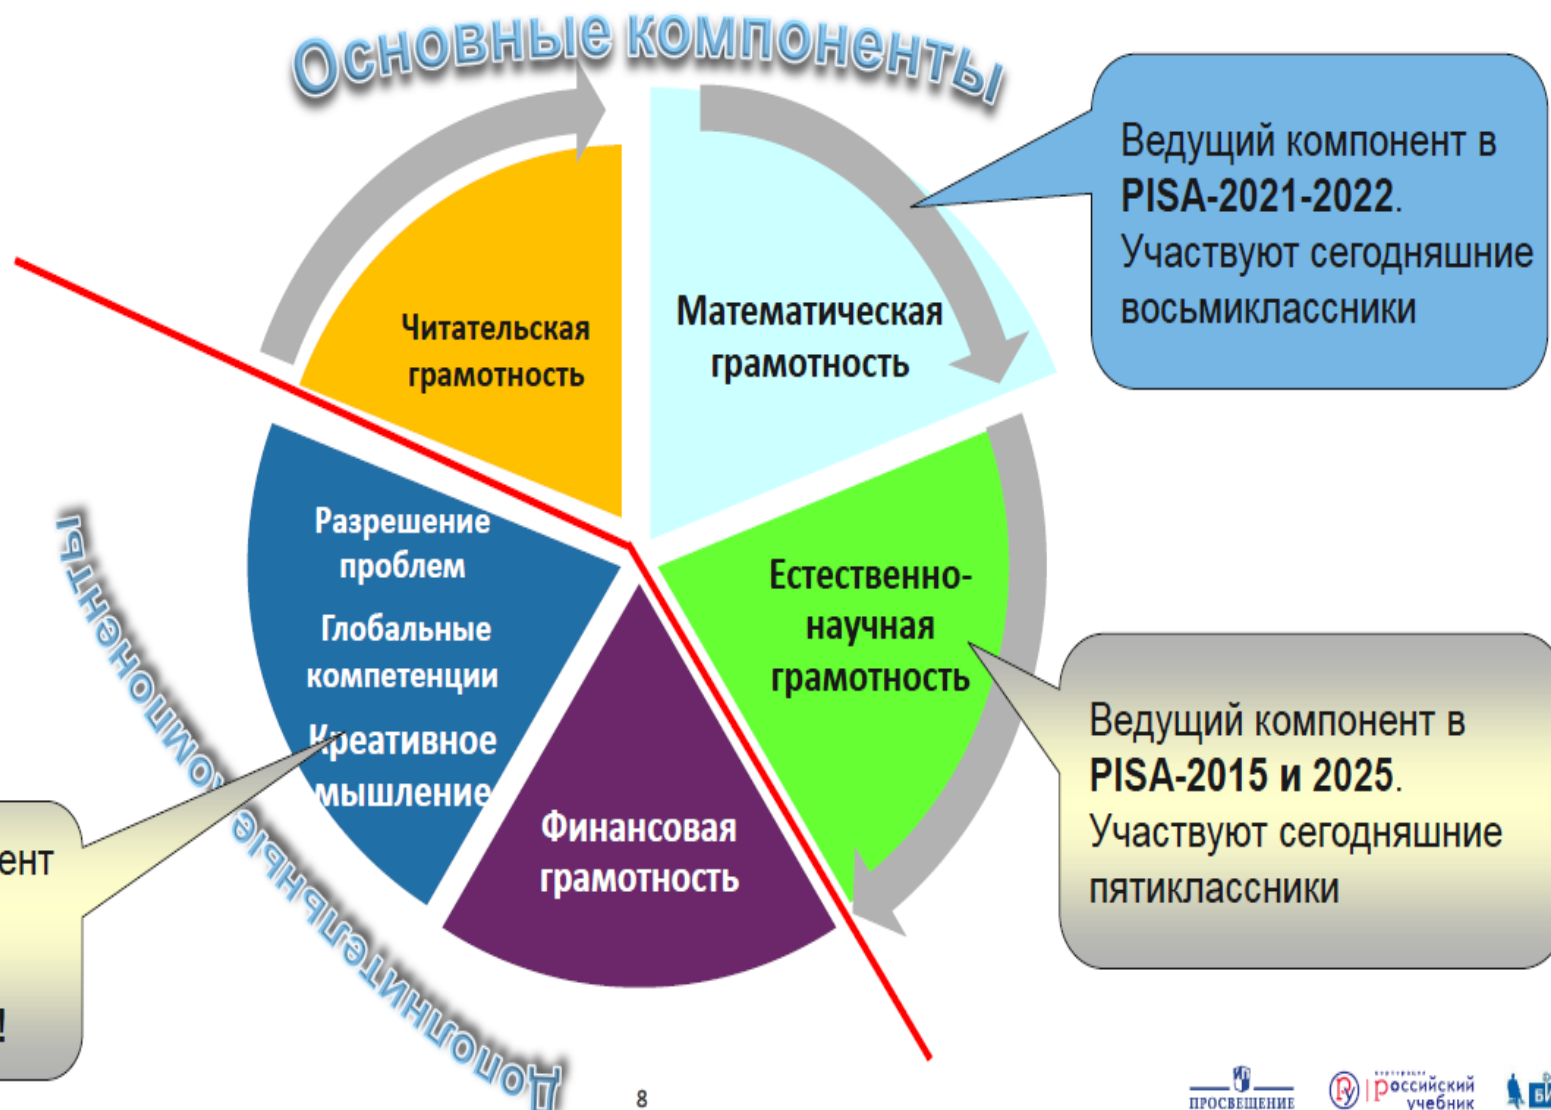 Основные компоненты
Ведущий компонент в
PISA-2021-2022.
Участвуют сегодняшние
восьмиклассники
Читательская
грамотность
Математическая
грамотность
Разрешение
проблем
Глобальные
компетенции
Креативное
мышление
Естественно-
научная
грамотность
Ведущий компонент в
PISA-2015 и 2025.
Участвуют сегодняшние
пятиклассники
Финансовая
грамотность
Дополнительные компоненты
8
ПРОСВЕЩЕНИЕ
корпорация
российский
учебник